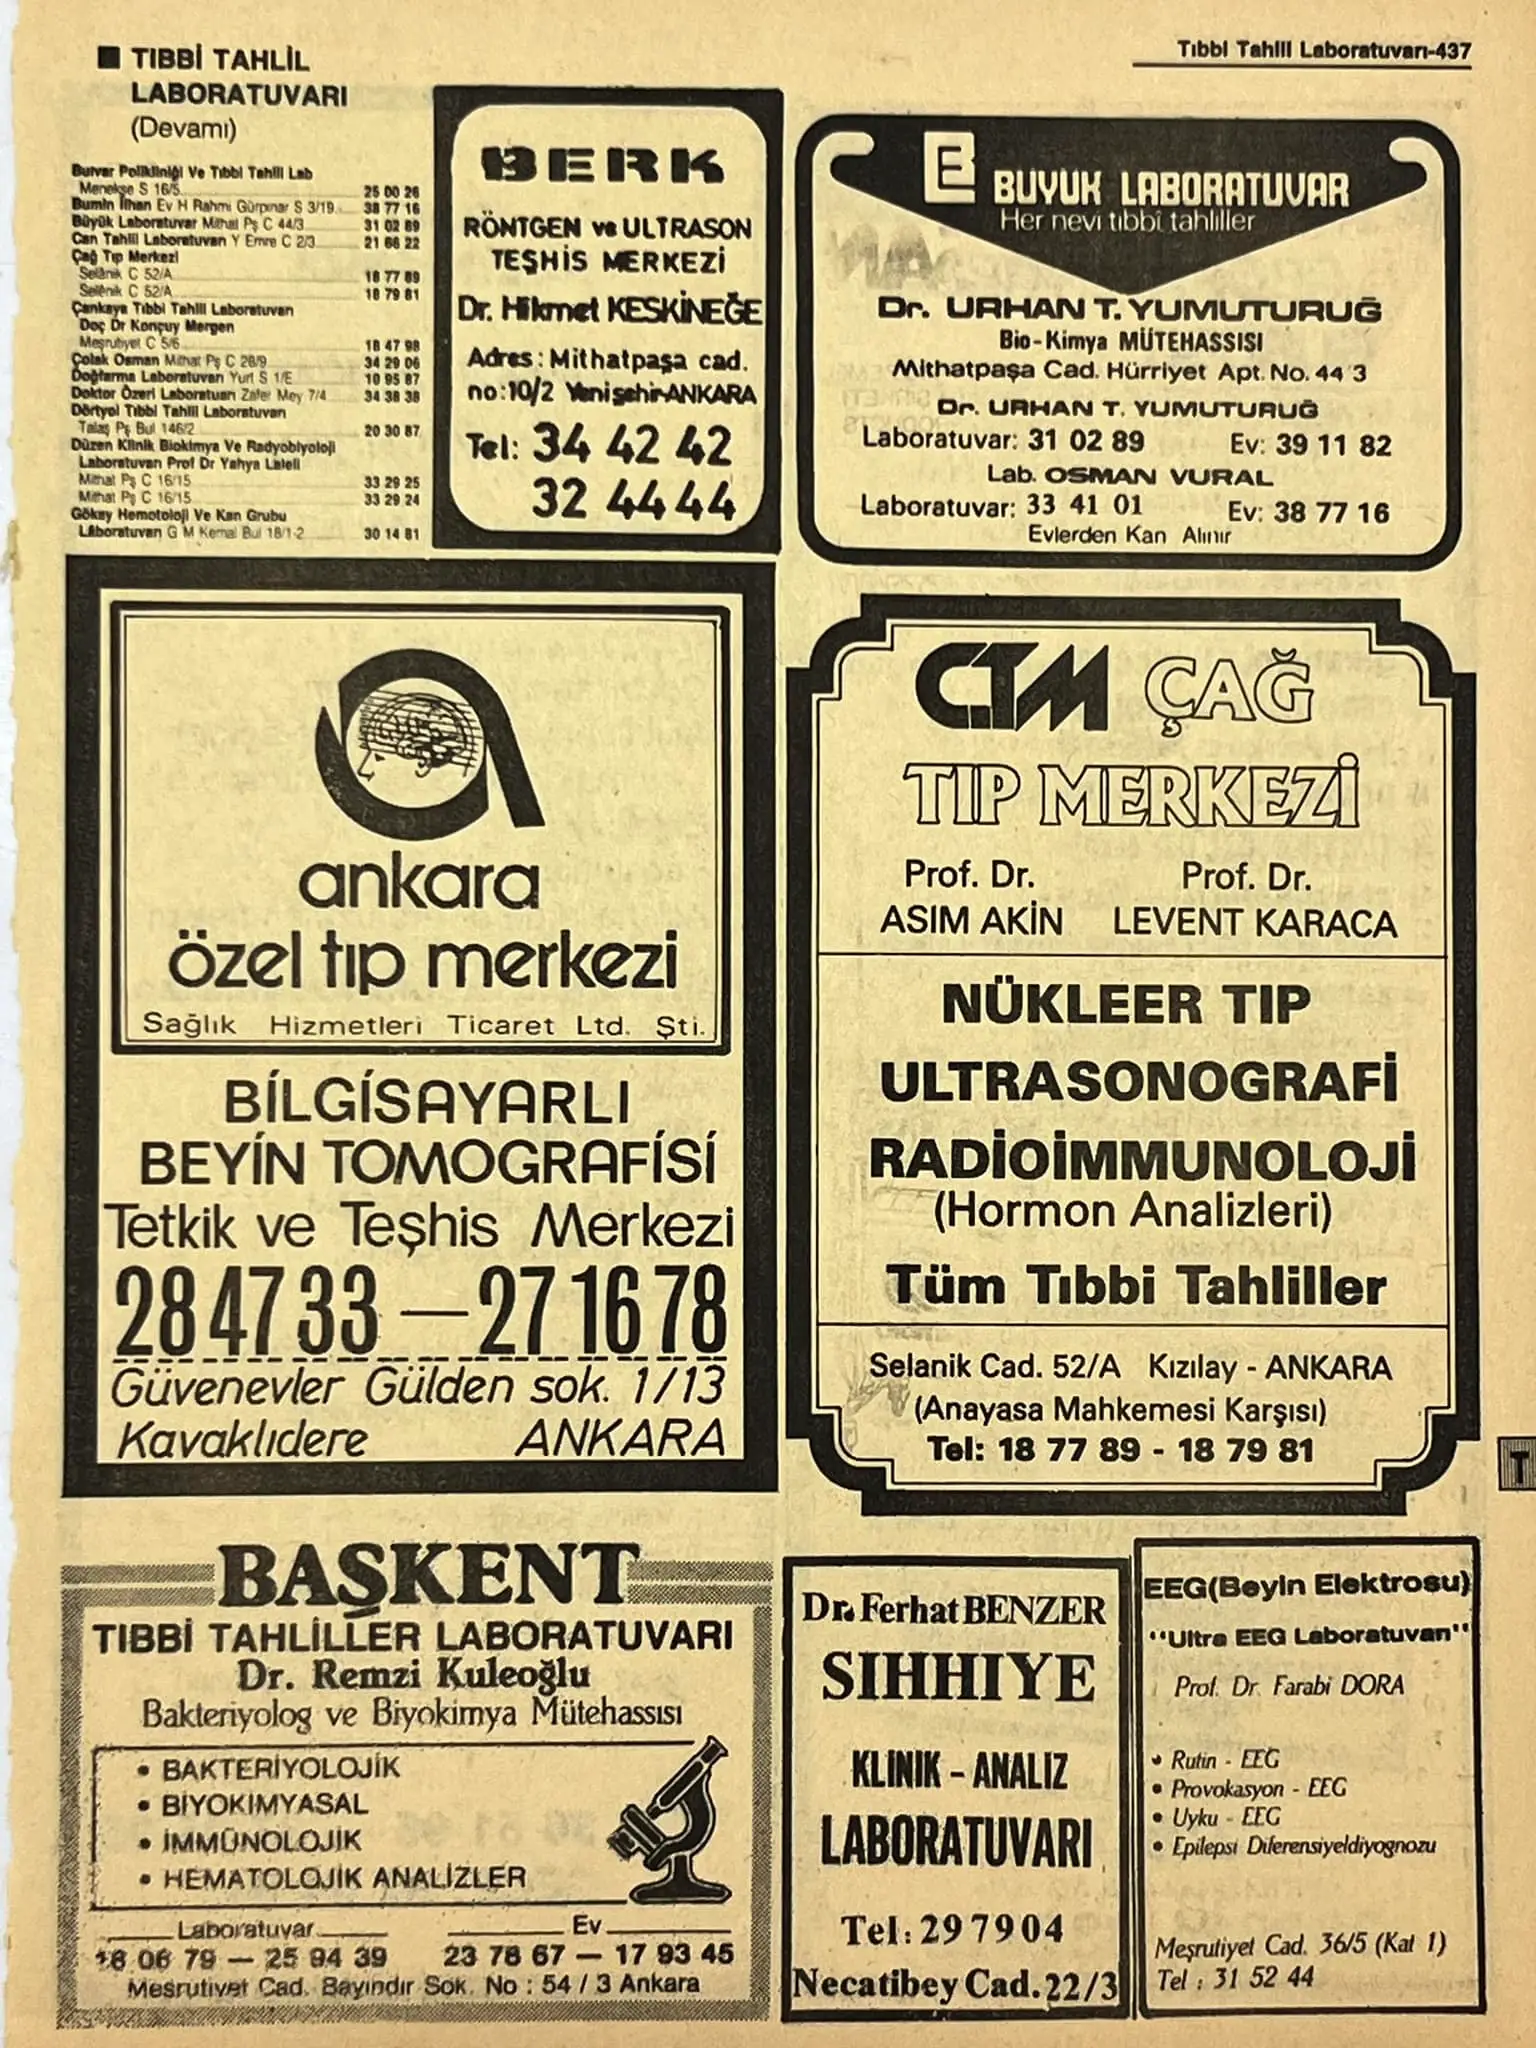 Tıbbi Tahlil Laboratuvarı-437
■ TIBBİ TAHLİL
LABORATUVARI
(Devamı)
Bulvar Polikliniği Ve Tıbbi Tahlil Lab
Menekşe S 16/5 25 00 26
Bumin İlhan Ev H Rahmi Gürpınar S 3/19 38 77 16
Büyük Laboratuvar Mithat Pş C 44/3 31 02 89
Can Tahlil Laboratuvarı Y Emre C 2/3 21 66 22
Çağ Tıp Merkezi
Selânik C 52/A 18 77 89
Selênik C 52/A 18 79 81
Çankaya Tıbbi Tahlil Laboratuvarı
Doç Dr Konçuy Mergen
Meşrutiyet C 5/6 18 47 98
Çolak Osman Mithat Pş C 28/9 34 29 06
Doğtarma Laboratuvarı Yurt S 1/E 10 95 87
Doktor Özeri Laboratuarı Zafer Mey 7/4 34 38 38
Dörtyol Tıbbi Tahlil Laboratuvarı
Talaş Pş Bul 146/2 20 30 87
Düzen Klinik Biokimya Ve Radyobiyoloji
Laboratuvarı Prof Dr Yahya Laleli
Mithat Pş C 16/15 33 29 25
Mithat Pş C 16/15 33 29 24
Gökay Hemotoloji Ve Kan Grubu
Lâboratuvarı G M Kemal Bul 18/1-2 30 14 81
BERK
RÖNTGEN ve ULTRASON
TEŞHİS MERKEZİ
Dr. Hikmet KESKİNEĞE
Adres: Mithatpaşa cad.
no:10/2 Yenişehir-ANKARA
Tel: 34 42 42
32 44 44
BUYUK LABORATUVAR
Her nevi tıbbî tahliller
Dr. URHAN T. YUMUTURUĞ
Bio-Kimya MÜTEHASSISI
Mithatpaşa Cad. Hürriyet Apt. No. 44 3
Dr. URHAN T. YUMUTURUĞ
Laboratuvar: 31 02 89 Ev: 39 11 82
Lab. OSMAN VURAL
Laboratuvar: 33 41 01 Ev: 38 77 16
Evlerden Kan Alınır
ankara
özel tıp merkezi
Sağlık Hizmetleri Ticaret Ltd. Şti.
BİLGİSAYARLI
BEYİN TOMOGRAFİSİ
Tetkik ve Teşhis Merkezi
28 47 33 — 27 16 78
Güvenevler Gülden sok. 1/13
Kavaklıdere ANKARA
CTM ÇAĞ
TIP MERKEZİ
Prof. Dr. Prof. Dr.
ASIM AKIN LEVENT KARACA
NÜKLEER TIP
ULTRASONOGRAFİ
RADİOİMMUNOLOJİ
(Hormon Analizleri)
Tüm Tıbbi Tahliller
Selanik Cad. 52/A Kızılay - ANKARA
(Anayasa Mahkemesi Karşısı)
Tel: 18 77 89 - 18 79 81
T
BAŞKENT
TIBBİ TAHLİLLER LABORATUVARI
Dr. Remzi Kuleoğlu
Bakteriyolog ve Biyokimya Mütehassısı
• BAKTERİYOLOJİK
• BİYOKİMYASAL
• İMMÜNOLOJİK
• HEMATOLOJİK ANALİZLER
Laboratuvar Ev
18 06 79 — 25 94 39 23 78 67 — 17 93 45
Meşrutiyet Cad. Bayındır Sok. No : 54 / 3 Ankara
Dr. Ferhat BENZER
SIHHIYE
KLINIK - ANALIZ
LABORATUVARI
Tel: 297904
Necatibey Cad. 22/3
EEG(Beyin Elektrosu)
"Ultra EEG Laboratuvarı"
Prof. Dr. Farabi DORA
• Rutin - EEG
• Provokasyon - EEG
• Uyku - EEG
• Epilepsi Diferensiyeldiyognozu
Meşrutiyet Cad. 36/5 (Kat 1)
Tel : 31 52 44